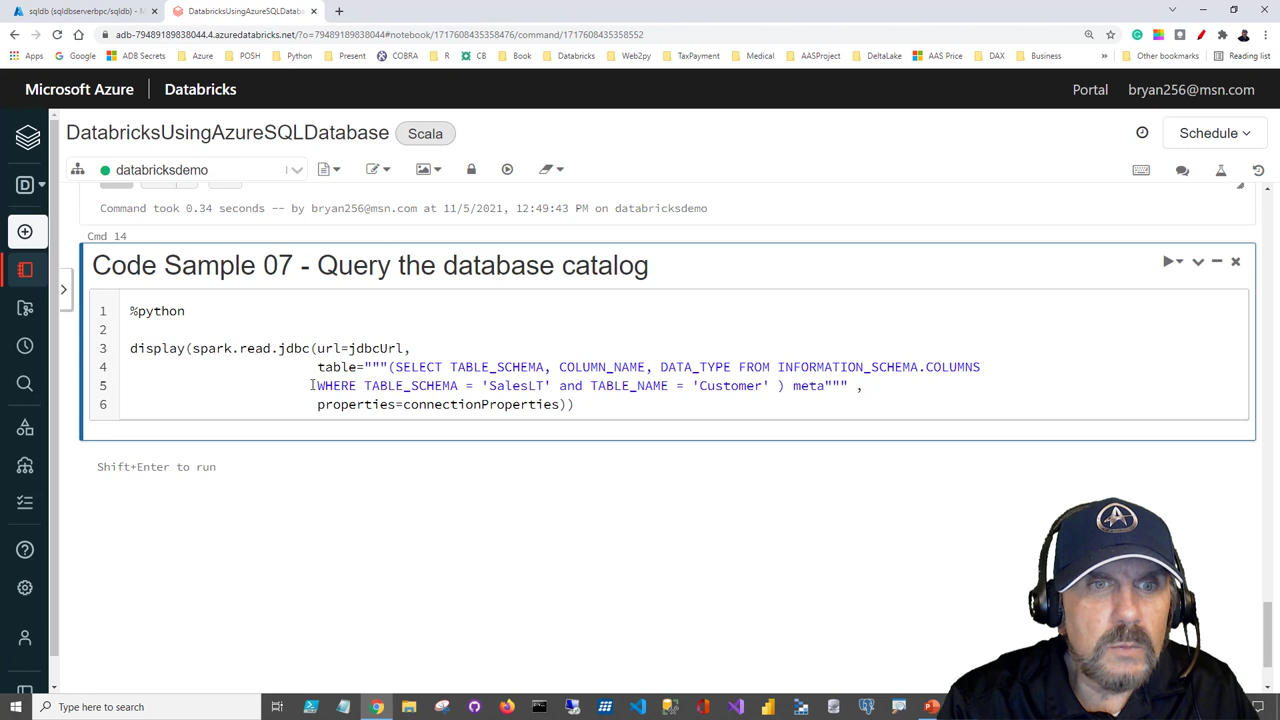 sqldb (sqldbserverbpc/sqldb) - M
DatabricksUsingAzureSQLDatab
adb-79489189838044.4.azuredatabricks.net/?o=79489189838044#notebook/1717608435358476/command/1717608435358552
Apps
Google
ADB Secrets
Azure
POSH
Python
Present
COBRA
R
CB
Book
Databricks
Web2py
TaxPayment
Medical
AASProject
DeltaLake
AAS Price
DAX
Business
Other bookmarks
Reading list
Microsoft Azure
Databricks
Portal
bryan256@msn.com
DatabricksUsingAzureSQLDatabase
Scala
Schedule
databricksdemo
Command took 0.34 seconds -- by bryan256@msn.com at 11/5/2021, 12:49:43 PM on databricksdemo
Cmd 14
Code Sample 07 - Query the database catalog
1 %python
2
3 display(spark.read.jdbc(url=jdbcUrl,
4 table="""(SELECT TABLE_SCHEMA, COLUMN_NAME, DATA_TYPE FROM INFORMATION_SCHEMA.COLUMNS
5 WHERE TABLE_SCHEMA = 'SalesLT' and TABLE_NAME = 'Customer' ) meta""" ,
6 properties=connectionProperties))
Shift+Enter to run
Type here to search